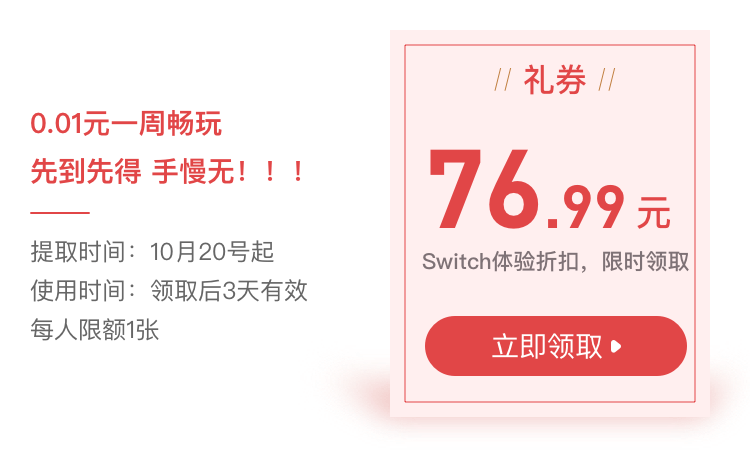 0.01元一周畅玩
先到先得 手慢无！！！
提取时间：10月20号起
使用时间：领取后3天有效
每人限额1张
// 礼券 //
76.99 元
Switch体验折扣，限时领取
立即领取